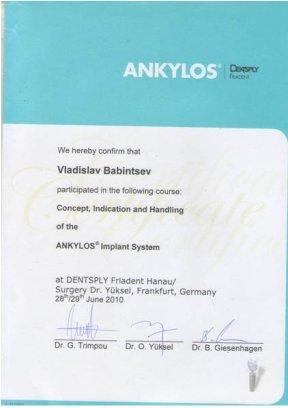 ANKYLOS® DENTSPLY
FRIADENT
We hereby confirm that
Vladislav Babintsev
participated in the following course:
Concept, Indication and Handling
of the
ANKYLOS® Implant System
at DENTSPLY Friadent Hanau/
Surgery Dr. Yüksel, Frankfurt, Germany
28th/29th June 2010
Dr. G. Trimpou Dr. O. Yüksel Dr. B. Giesenhagen